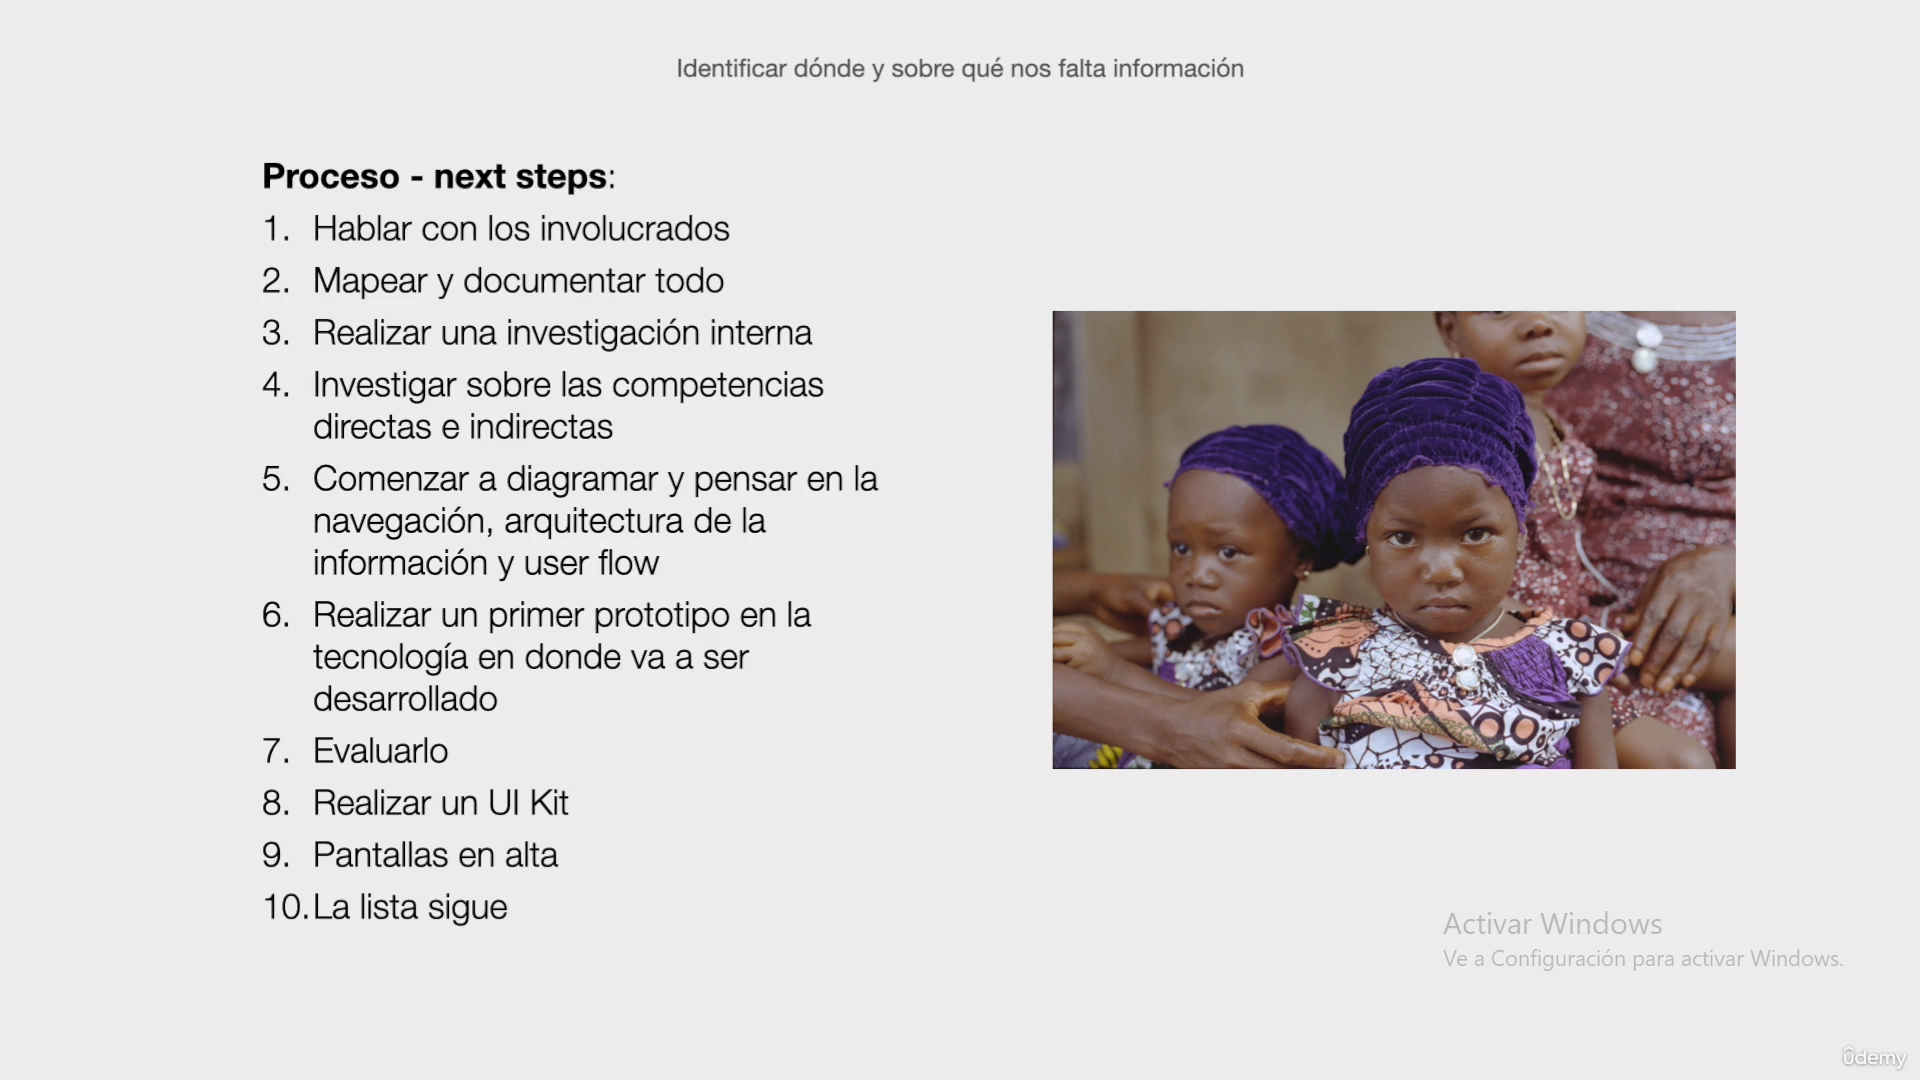 Identificar dónde y sobre qué nos falta información
Proceso - next steps:
1. Hablar con los involucrados
2. Mapear y documentar todo
3. Realizar una investigación interna
4. Investigar sobre las competencias
directas e indirectas
5. Comenzar a diagramar y pensar en la
navegación, arquitectura de la
información y user flow
6. Realizar un primer prototipo en la
tecnología en donde va a ser
desarrollado
7. Evaluarlo
8. Realizar un UI Kit
9. Pantallas en alta
10. La lista sigue
Activar Windows
Ve a Configuración para activar Windows.
ûdemy